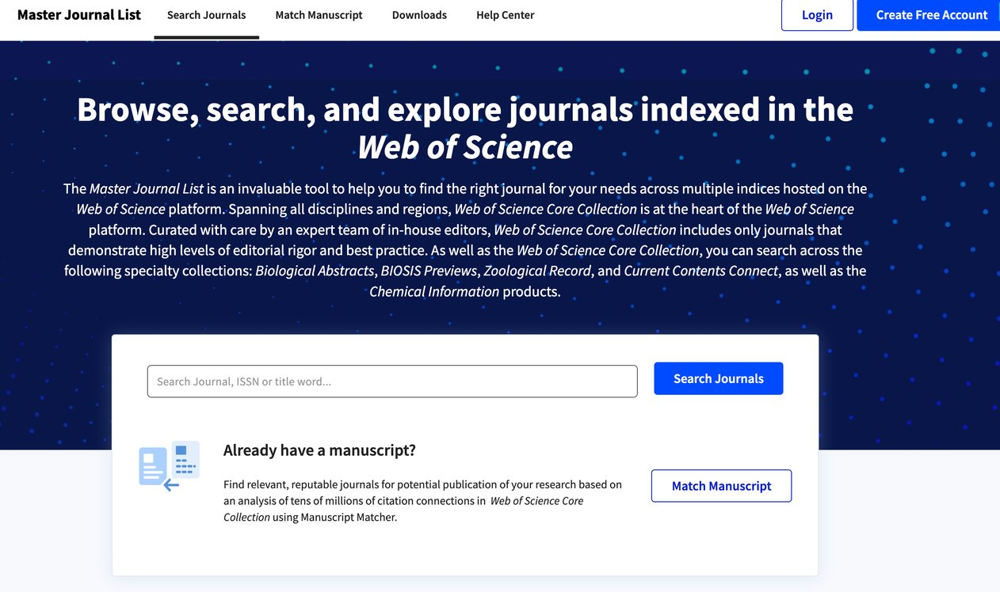 Master Journal List
Search Journals
Match Manuscript
Downloads
Help Center
Login
Create Free Account
Browse, search, and explore journals indexed in the
Web of Science
The Master Journal List is an invaluable tool to help you to find the right journal for your needs across multiple indices hosted on the
Web of Science platform. Spanning all disciplines and regions, Web of Science Core Collection is at the heart of the Web of Science
platform. Curated with care by an expert team of in-house editors, Web of Science Core Collection includes only journals that
demonstrate high levels of editorial rigor and best practice. As well as the Web of Science Core Collection, you can search across the
following specialty collections: Biological Abstracts, BIOSIS Previews, Zoological Record, and Current Contents Connect, as well as the
Chemical Information products.
Search Journal, ISSN or title word...
Search Journals
Already have a manuscript?
Find relevant, reputable journals for potential publication of your research based on
an analysis of tens of millions of citation connections in Web of Science Core
Collection using Manuscript Matcher.
Match Manuscript